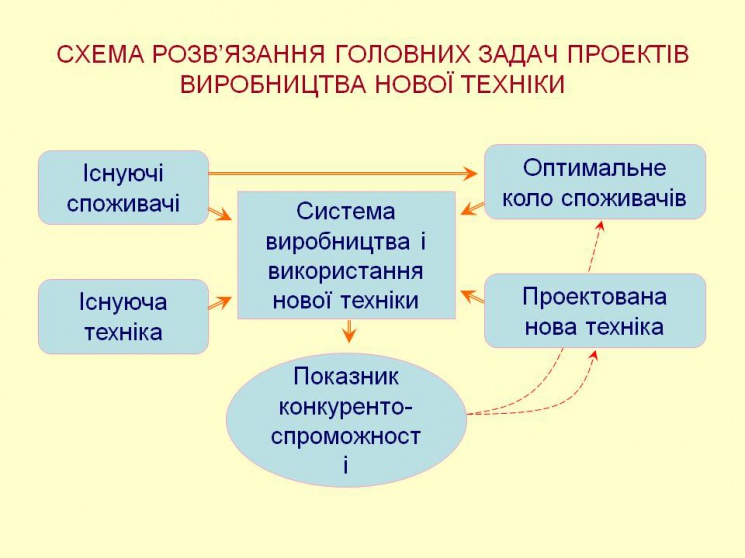 СХЕМА РОЗВ’ЯЗАННЯ ГОЛОВНИХ ЗАДАЧ ПРОЕКТІВ
ВИРОБНИЦТВА НОВОЇ ТЕХНІКИ
Існуючі
споживачі
Оптимальне
коло споживачів
Система
виробництва і
використання
нової техніки
Існуюча
техніка
Проектована
нова техніка
Показник
конкуренто-
спроможност
і